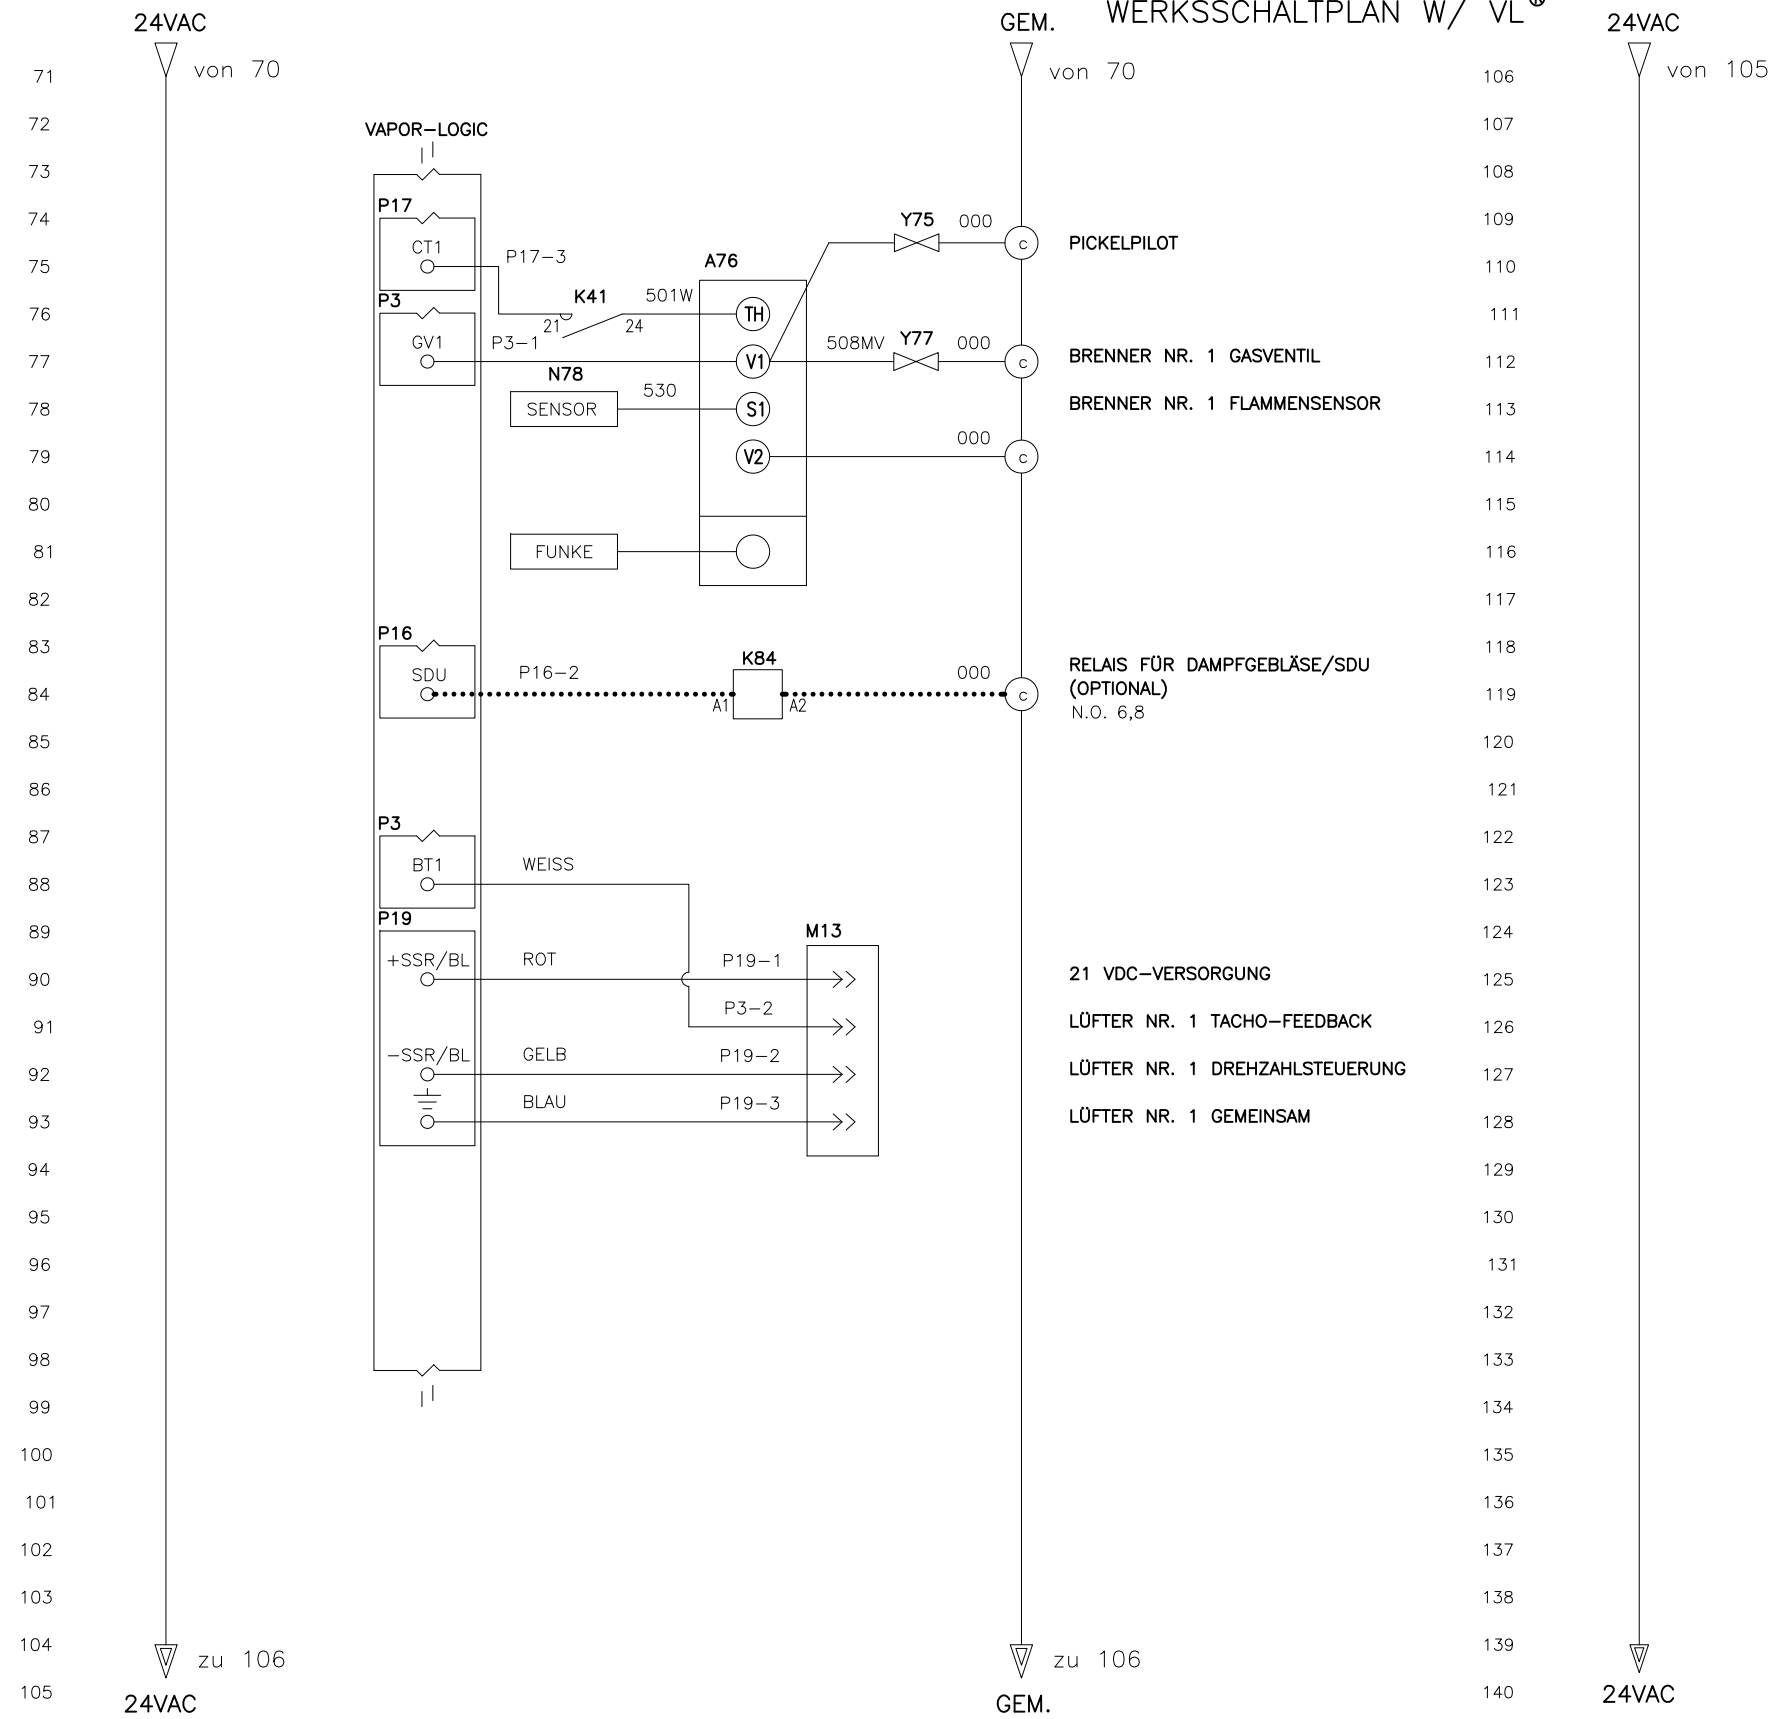 WERKSSCHALTPLAN W/ VL®
24VAC
GEM.
24VAC
von 70
von 70
von 105
71
106
72
107
VAPOR-LOGIC
73
108
P17
74
Y75
000
109
CT1
P17-3
PICKELPILOT
c
75
A76
110
P3
K41
501W
76
21
24
TH
111
GV1
P3-1
508MV
Y77
000
BRENNER NR. 1 GASVENTIL
77
V1
c
112
N78
530
BRENNER NR. 1 FLAMMENSENSOR
78
SENSOR
S1
113
000
79
V2
c
114
80
115
81
FUNKE
116
82
117
P16
83
118
K84
SDU
P16-2
000
RELAIS FÜR DAMPFGEBLÄSE/SDU
84
c
(OPTIONAL)
119
A1
A2
N.O. 6,8
85
120
86
121
P3
87
122
BT1
WEISS
88
123
P19
89
M13
124
+SSR/BL
ROT
P19-1
90
21 VDC-VERSORGUNG
125
P3-2
91
LÜFTER NR. 1 TACHO-FEEDBACK
126
-SSR/BL
GELB
P19-2
92
LÜFTER NR. 1 DREHZAHLSTEUERUNG
127
BLAU
P19-3
93
LÜFTER NR. 1 GEMEINSAM
128
94
129
95
130
96
131
97
132
98
133
99
134
100
135
101
136
102
137
103
138
104
139
zu 106
zu 106
105
140
24VAC
GEM.
24VAC